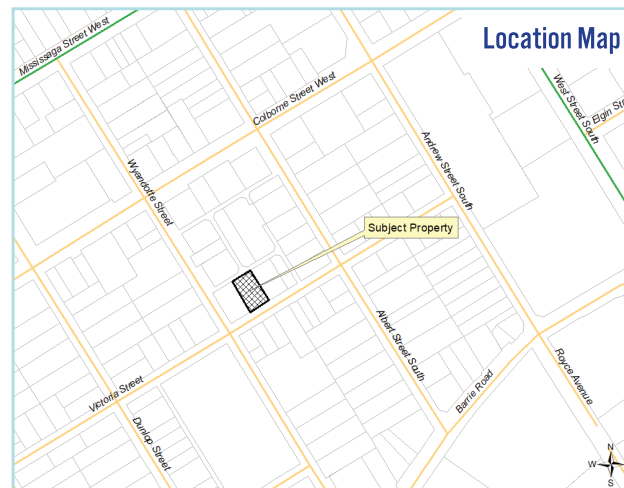 Location Map
Mississaga Street West
Colborne Street West
West Street South
Elgin Str
Andrew Street South
Wyandotte Street
Subject Property
Albert Street South
Victoria Street
Barrie Road
Royce Avenue
Dunlop Street
N
W
S